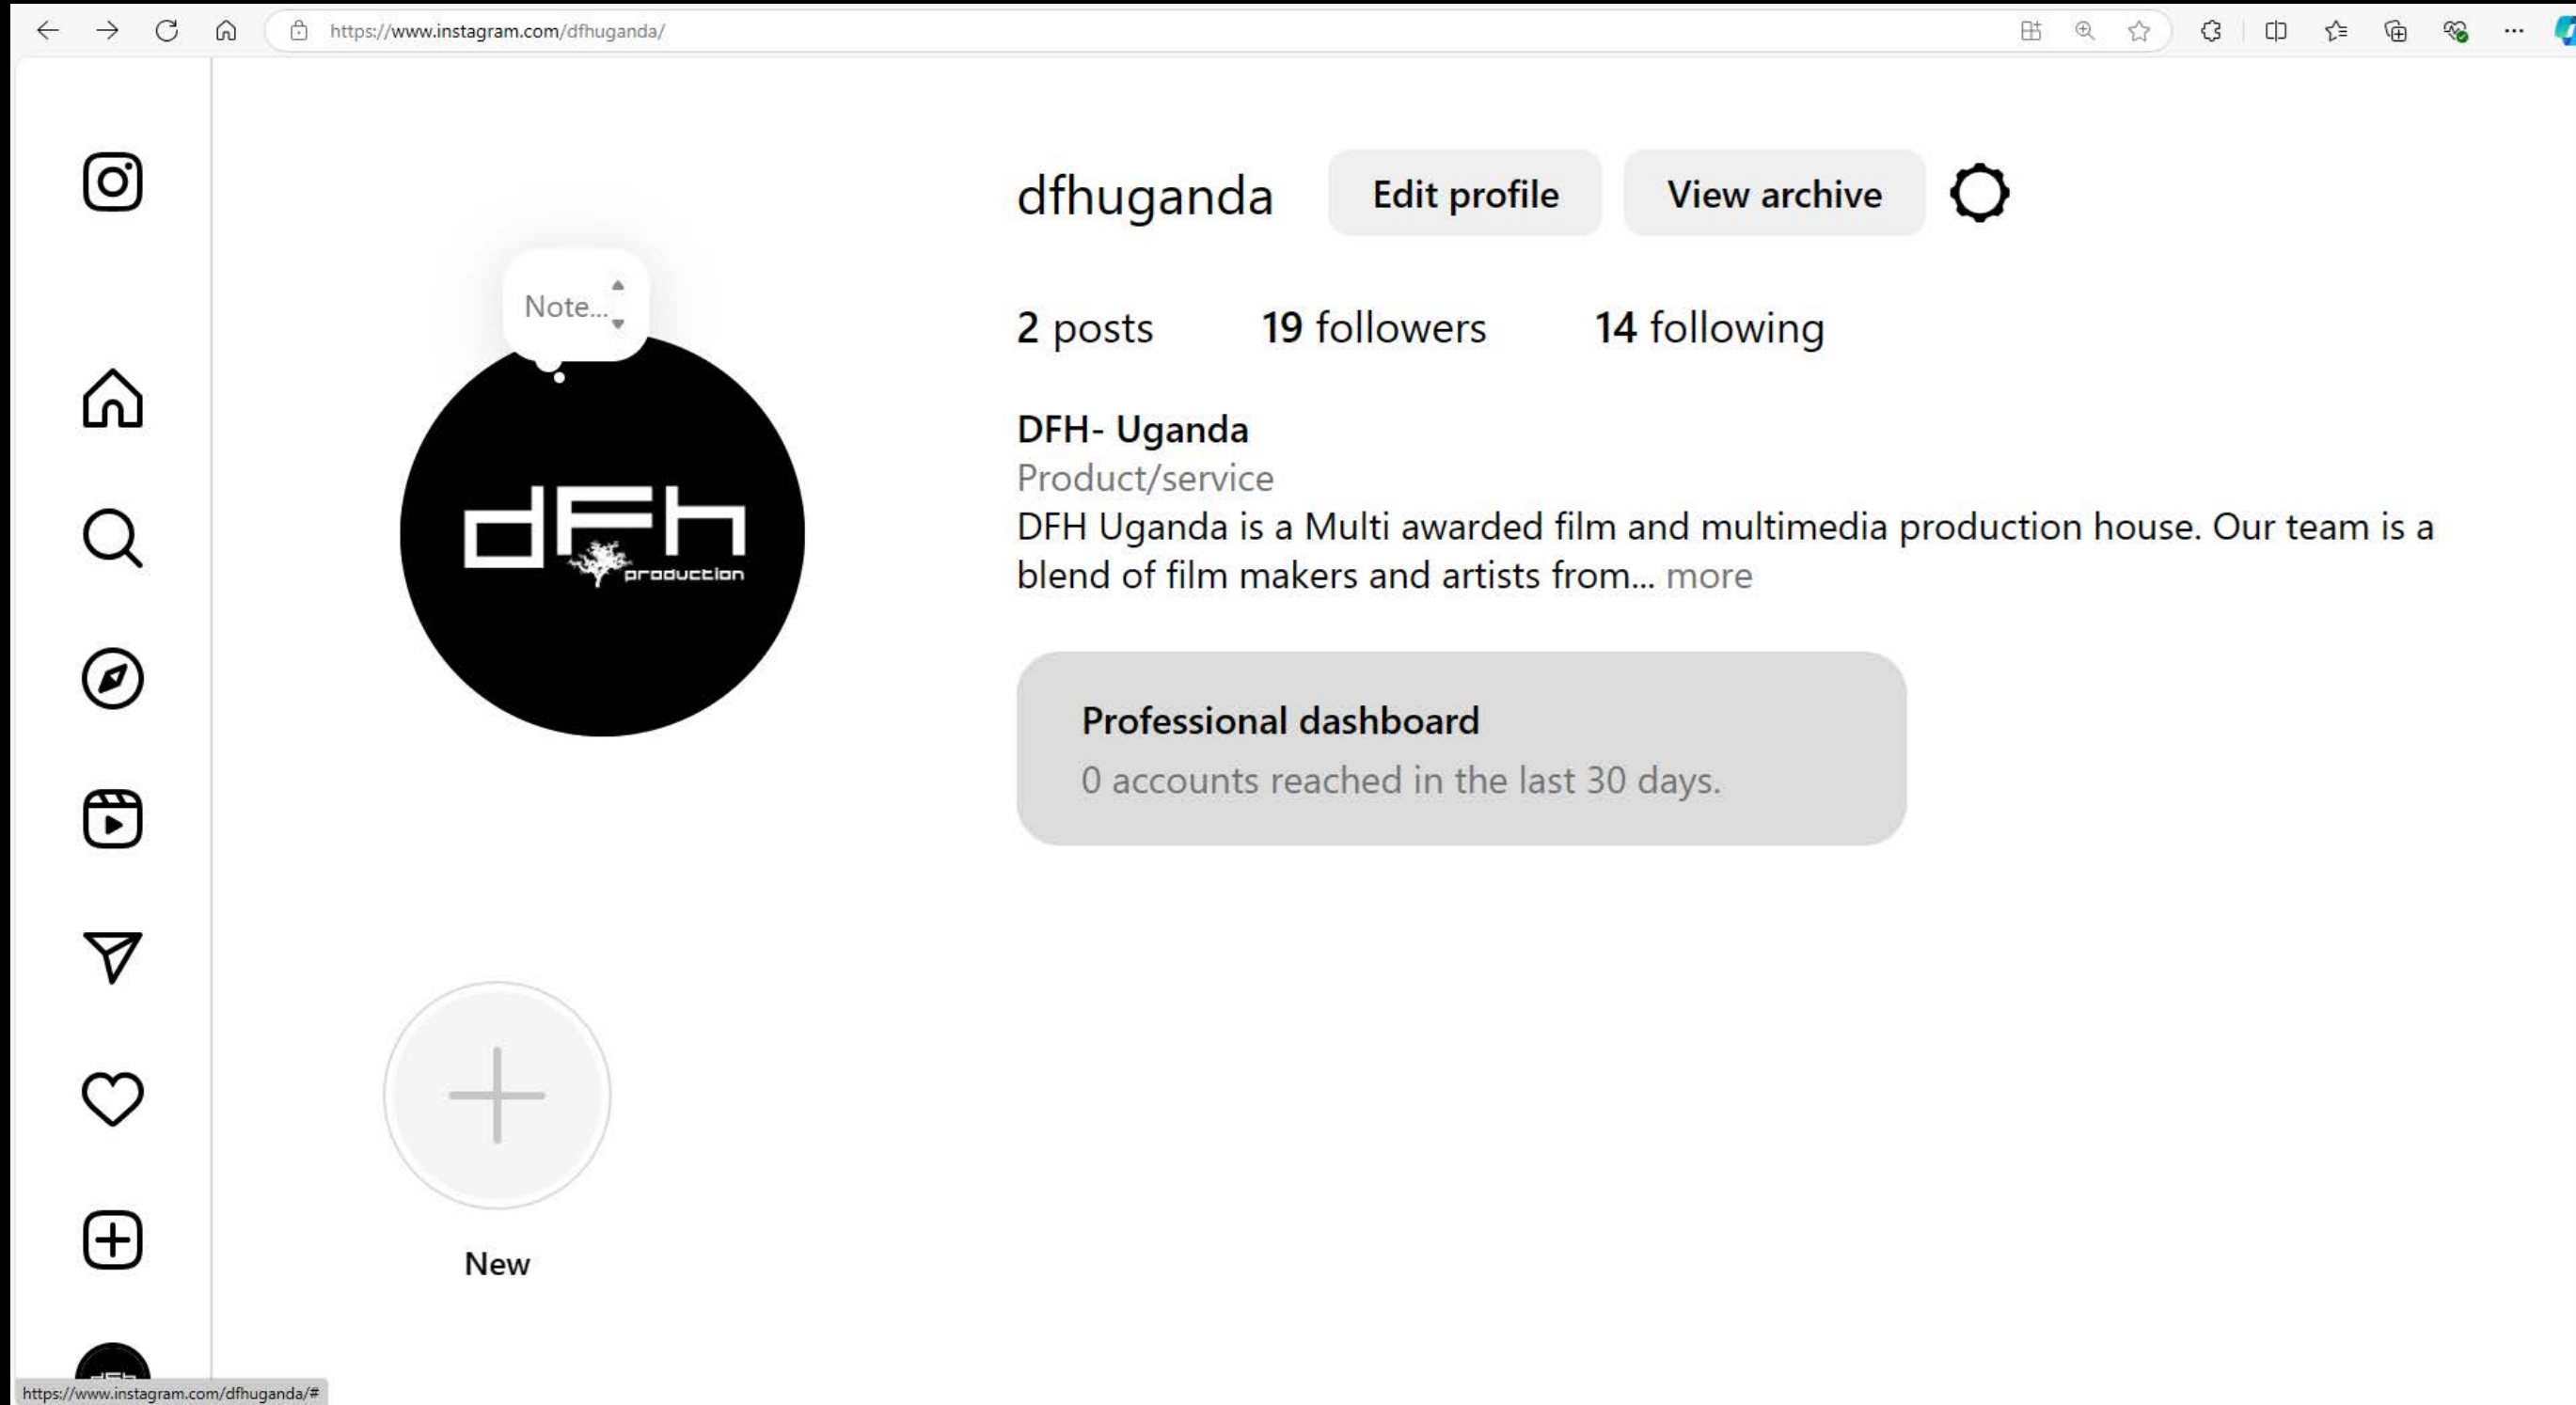 https://www.instagram.com/dfhuganda/
dfhuganda Edit profile View archive
Note...
2 posts 19 followers 14 following
DFH- Uganda
Product/service
DFH Uganda is a Multi awarded film and multimedia production house. Our team is a
blend of film makers and artists from... more
dFh
production
Professional dashboard
0 accounts reached in the last 30 days.
New
https://www.instagram.com/dfhuganda/#